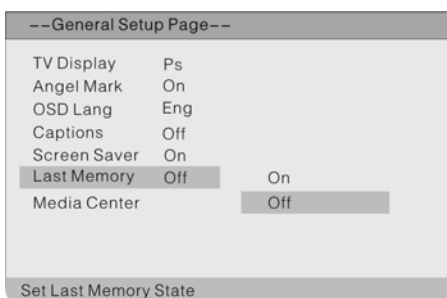 --General Setup Page--
TV Display Ps
Angel Mark On
OSD Lang Eng
Captions Off
Screen Saver On
Last Memory Off On
Media Center Off
Set Last Memory State